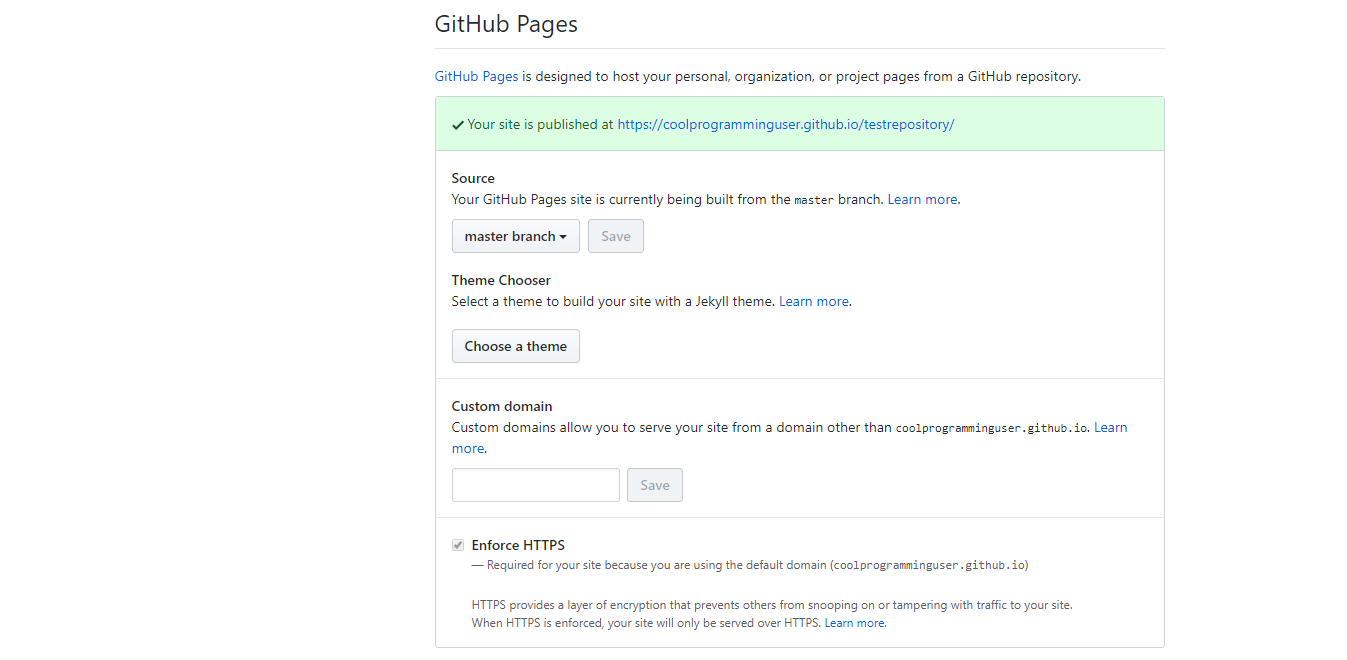 GitHub Pages
GitHub Pages is designed to host your personal, organization, or project pages from a GitHub repository.
Your site is published at https://coolprogramminguser.github.io/testrepository/
Source
Your GitHub Pages site is currently being built from the master branch. Learn more.
master branch Save
Theme Chooser
Select a theme to build your site with a Jekyll theme. Learn more.
Choose a theme
Custom domain
Custom domains allow you to serve your site from a domain other than coolprogramminguser.github.io. Learn
more.
Save
Enforce HTTPS
— Required for your site because you are using the default domain (coolprogramminguser.github.io)
HTTPS provides a layer of encryption that prevents others from snooping on or tampering with traffic to your site.
When HTTPS is enforced, your site will only be served over HTTPS. Learn more.